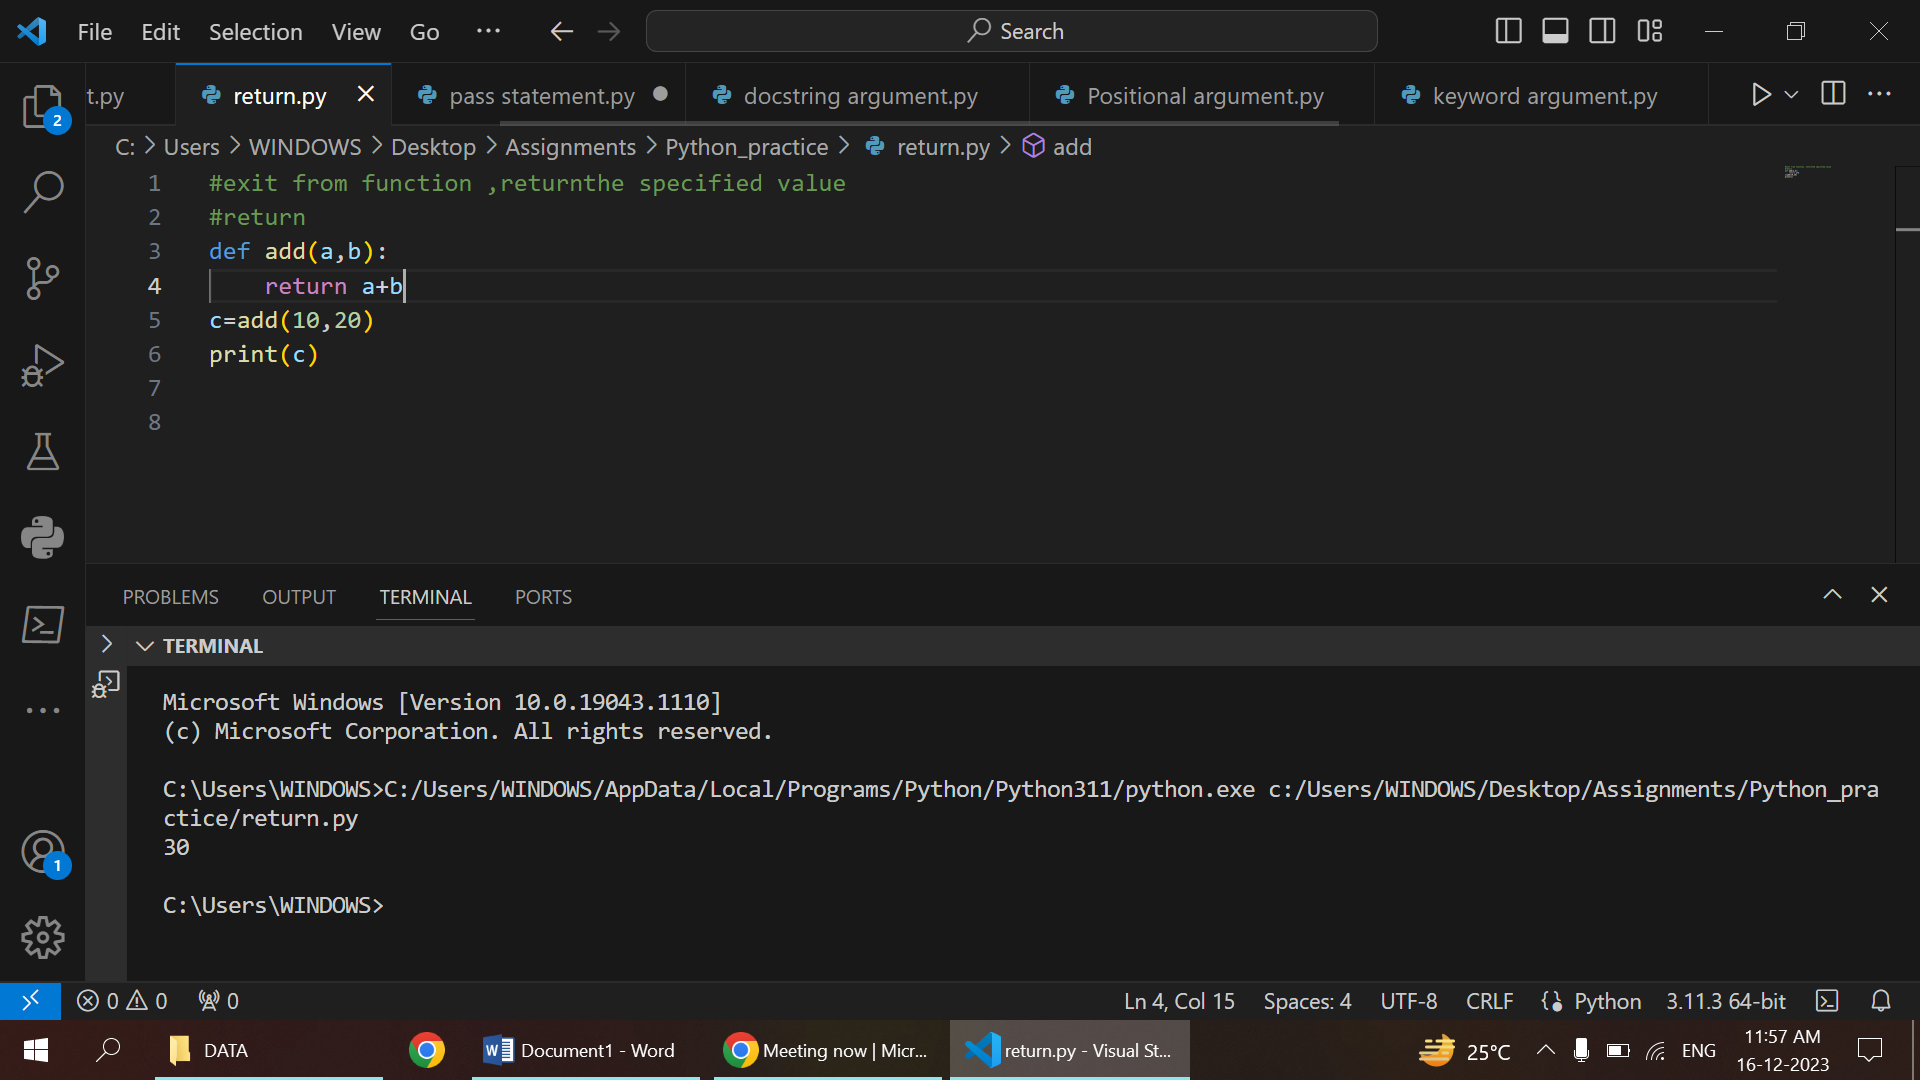 File Edit Selection View Go ... Search
t.py return.py pass statement.py docstring argument.py Positional argument.py keyword argument.py
C: > Users > WINDOWS > Desktop > Assignments > Python_practice > return.py > add
1 #exit from function ,returnthe specified value
2 #return
3 def add(a,b):
4 return a+b
5 c=add(10,20)
6 print(c)
7
8
2
PROBLEMS OUTPUT TERMINAL PORTS
TERMINAL
Microsoft Windows [Version 10.0.19043.1110]
(c) Microsoft Corporation. All rights reserved.
C:\Users\WINDOWS>C:/Users/WINDOWS/AppData/Local/Programs/Python/Python311/python.exe c:/Users/WINDOWS/Desktop/Assignments/Python_pra
ctice/return.py
30
C:\Users\WINDOWS>
1
0 0 0 Ln 4, Col 15 Spaces: 4 UTF-8 CRLF Python 3.11.3 64-bit
DATA Document1 - Word Meeting now | Micr... return.py - Visual St... 25°C ENG 11:57 AM
16-12-2023